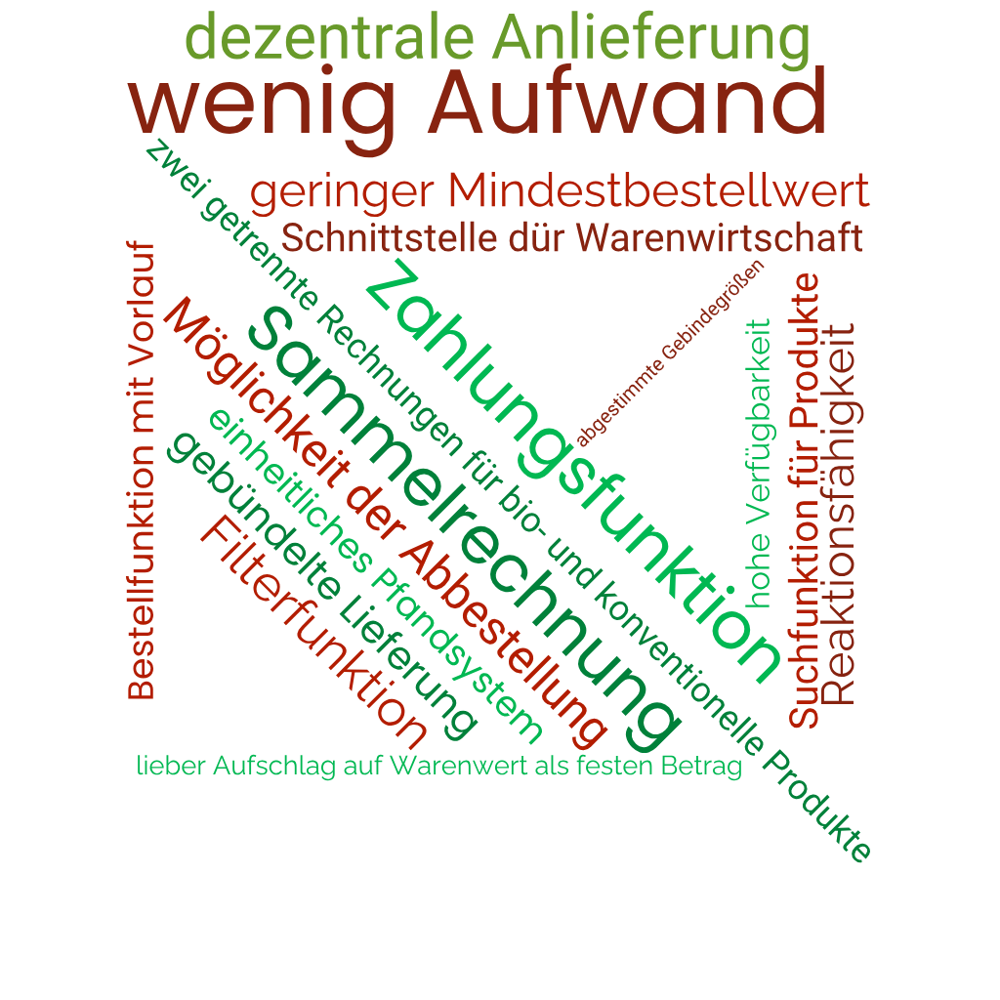 dezentrale Anlieferung
wenig Aufwand
zwei getrennte Rechnungen für bio- und konventionelle Produkte
geringer Mindestbestellwert
Schnittstelle dür Warenwirtschaft
Zahlungsfunktion
abgestimmte Gebindegrößen
Bestellfunktion mit Vorlauf
Möglichkeit der Abbestellung
Sammelrechnung
hohe Verfügbarkeit
Suchfunktion für Produkte
Reaktionsfähigkeit
einheitliches Pfandsystem
gebündelte Lieferung
Filterfunktion
lieber Aufschlag auf Warenwert als festen Betrag